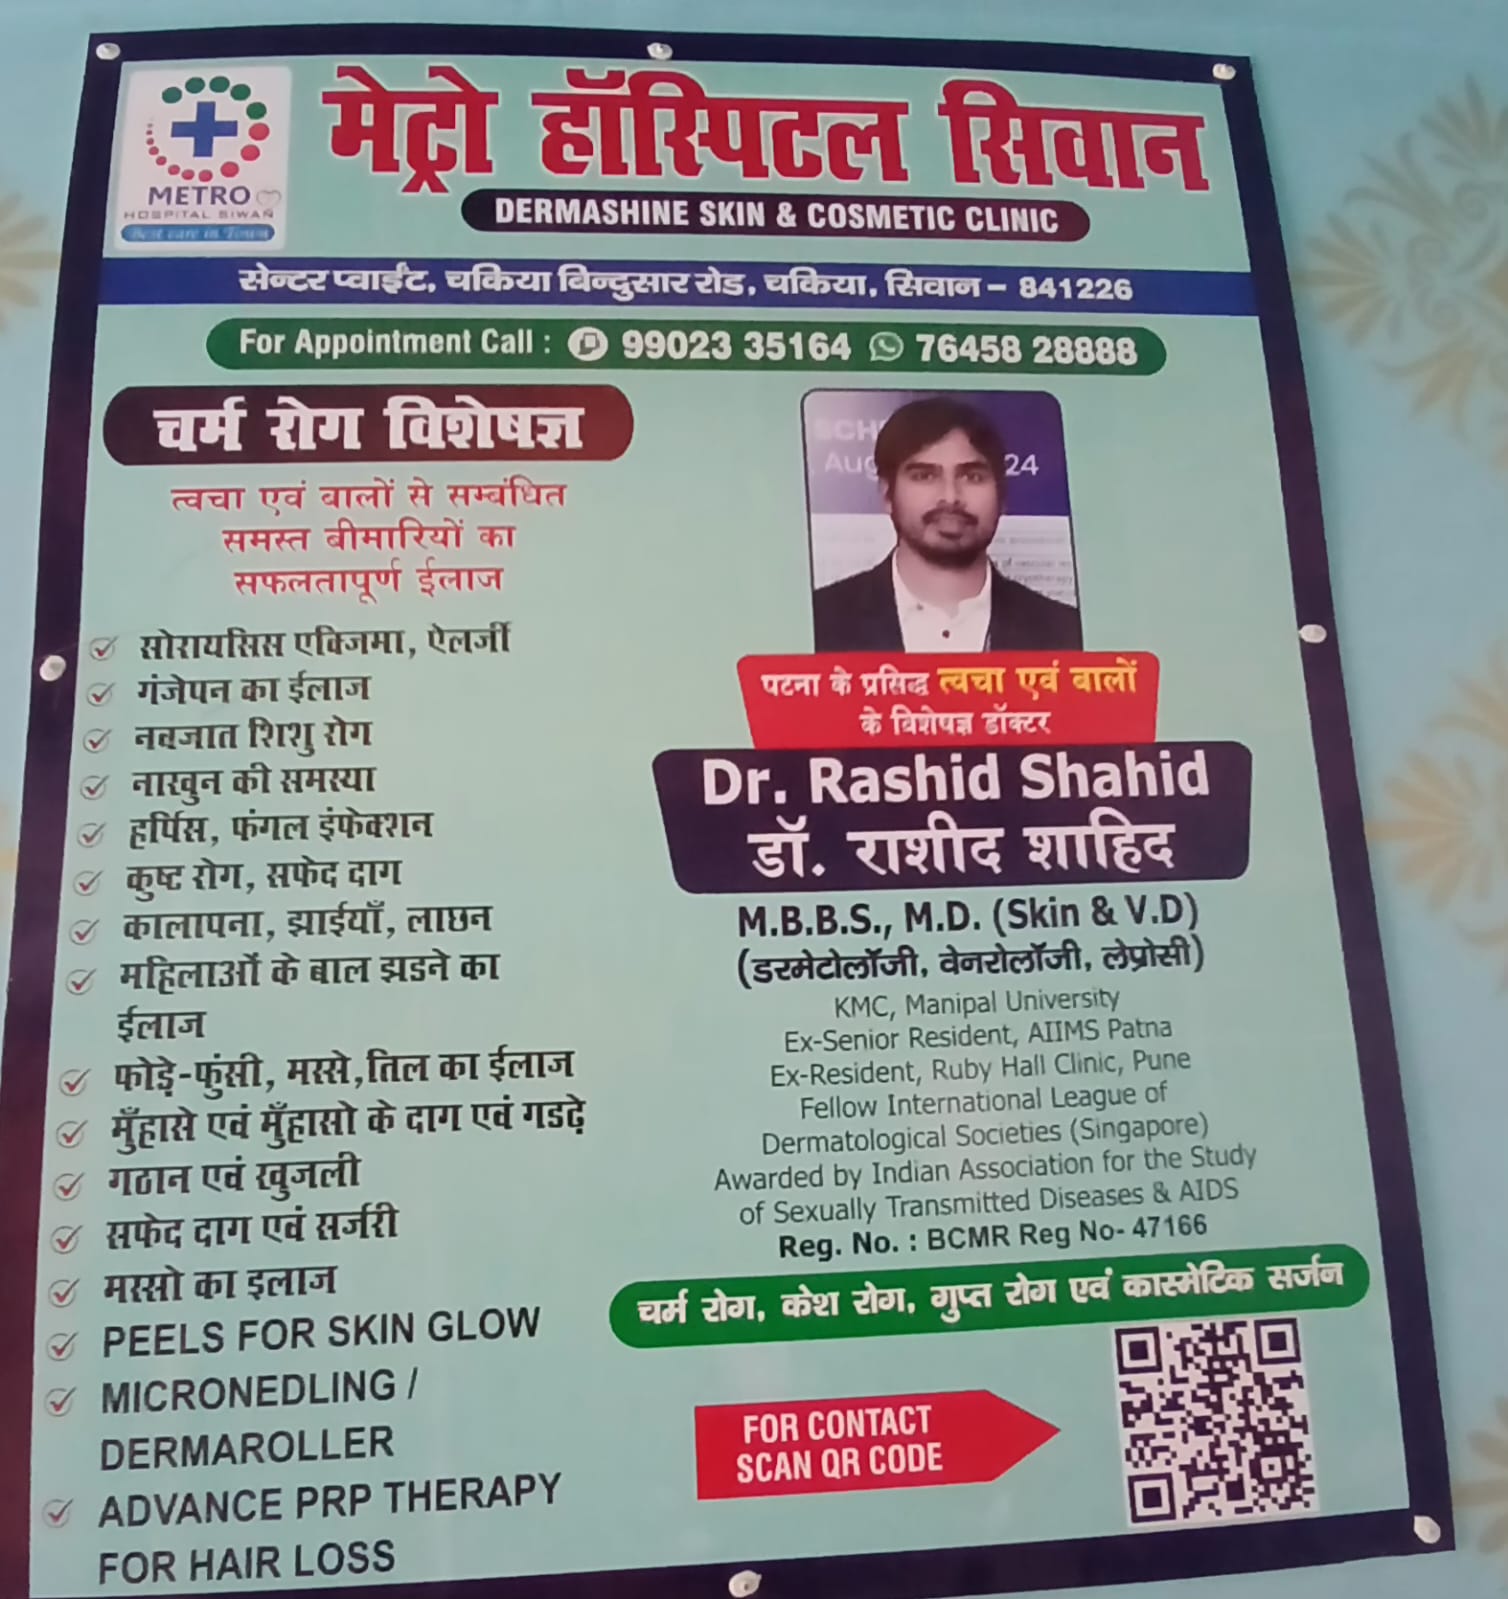 METRO
HOSPITAL SIWAN
Best care in Town
मेट्रो हॉस्पिटल सिवान
DERMASHINE SKIN & COSMETIC CLINIC
सेन्टर प्वाईंट, चकिया बिन्दुसार रोड, चकिया, सिवान - 841226
For Appointment Call : 99023 35164 76458 28888
चर्म रोग विशेषज्ञ
त्वचा एवं बालों से सम्बंधित
समस्त बीमारियों का
सफलतापूर्ण ईलाज
सोरायसिस एक्जिमा, ऐलर्जी
गंजेपन का ईलाज
नवजात शिशु रोग
नाखुन की समस्या
हर्पिस, फंगल इंफेक्शन
कुष्ट रोग, सफेद दाग
कालापना, झाईयाँ, लाछन
महिलाओं के बाल झडने का
ईलाज
फोड़े-फुंसी, मस्से,तिल का ईलाज
मुँहासे एवं मुँहासो के दाग एवं गडढ़े
गठान एवं खुजली
सफेद दाग एवं सर्जरी
मस्सो का इलाज
PEELS FOR SKIN GLOW
MICRONEDLING /
DERMAROLLER
ADVANCE PRP THERAPY
FOR HAIR LOSS
24
पटना के प्रसिद्ध त्वचा एवं बालों
के विशेषज्ञ डॉक्टर
Dr. Rashid Shahid
डॉ. राशीद शाहिद
M.B.B.S., M.D. (Skin & V.D)
(डरमेटोलॉजी, वेनरोलॉजी, लेप्रोसी)
KMC, Manipal University
Ex-Senior Resident, AIIMS Patna
Ex-Resident, Ruby Hall Clinic, Pune
Fellow International League of
Dermatological Societies (Singapore)
Awarded by Indian Association for the Study
of Sexually Transmitted Diseases & AIDS
Reg. No. : BCMR Reg No- 47166
चर्म रोग, केश रोग, गुप्त रोग एवं कास्मेटिक सर्जन
FOR CONTACT
SCAN QR CODE